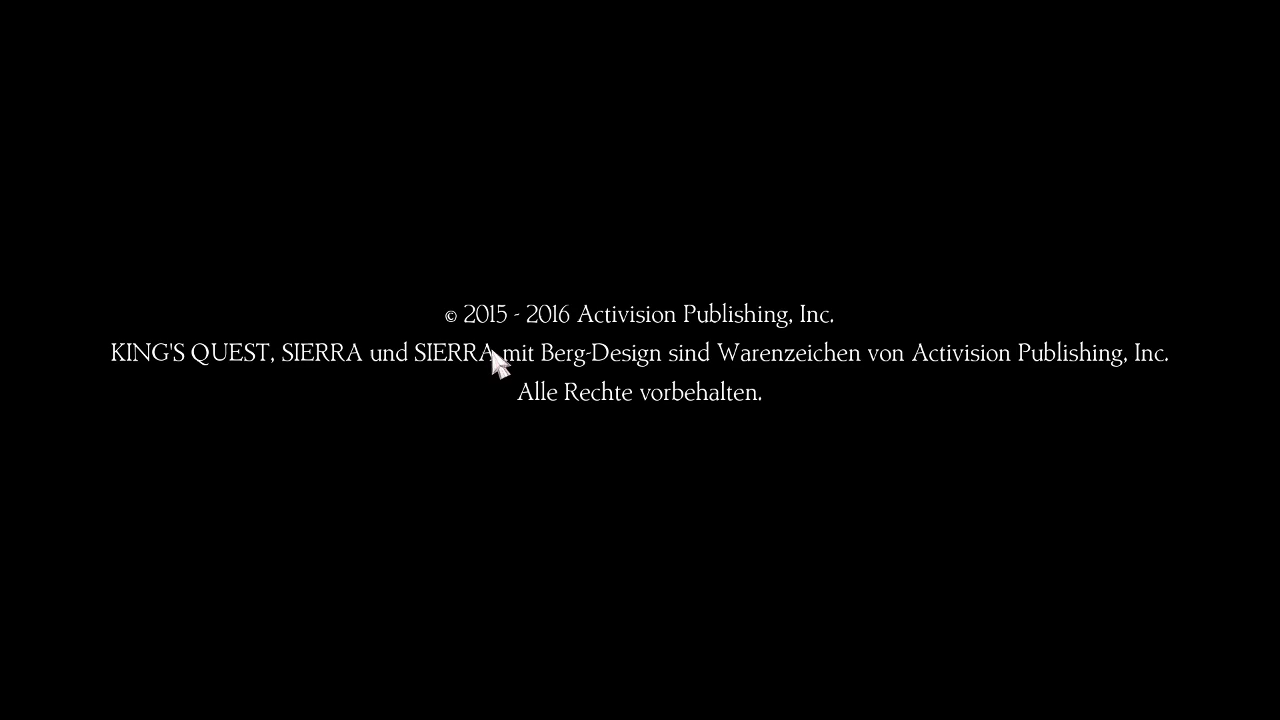 © 2015 - 2016 Activision Publishing, Inc.
KING'S QUEST, SIERRA und SIERRA mit Berg-Design sind Warenzeichen von Activision Publishing, Inc.
Alle Rechte vorbehalten.